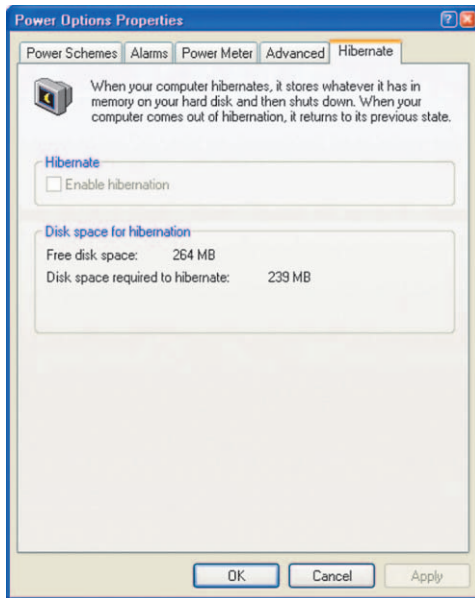 Power Options Properties
Power Schemes Alarms Power Meter Advanced Hibernate
When your computer hibernates, it stores whatever it has in
memory on your hard disk and then shuts down. When your
computer comes out of hibernation, it returns to its previous state.
Hibernate
Enable hibernation
Disk space for hibernation
Free disk space: 264 MB
Disk space required to hibernate: 239 MB
OK Cancel Apply